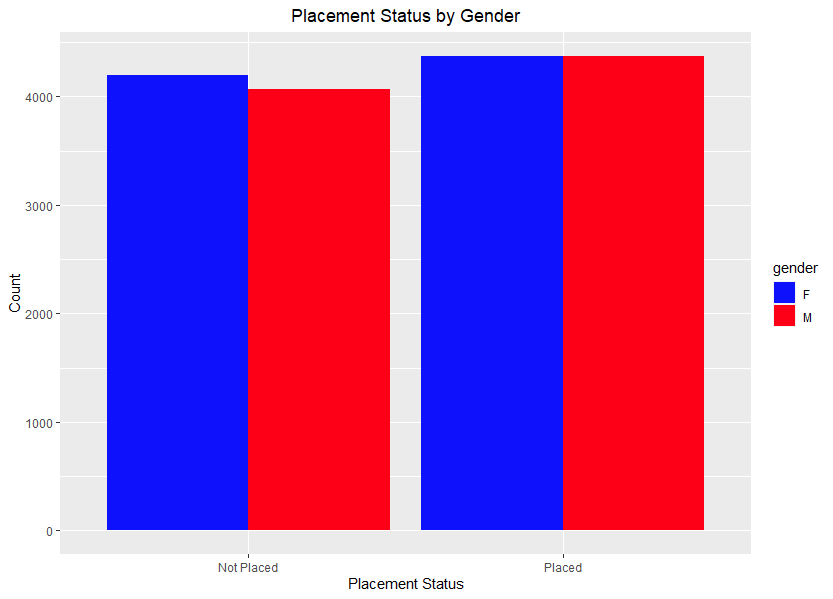 Placement Status by Gender
Count
4000
3000
2000
1000
0
Not Placed
Placed
Placement Status
gender
F
M